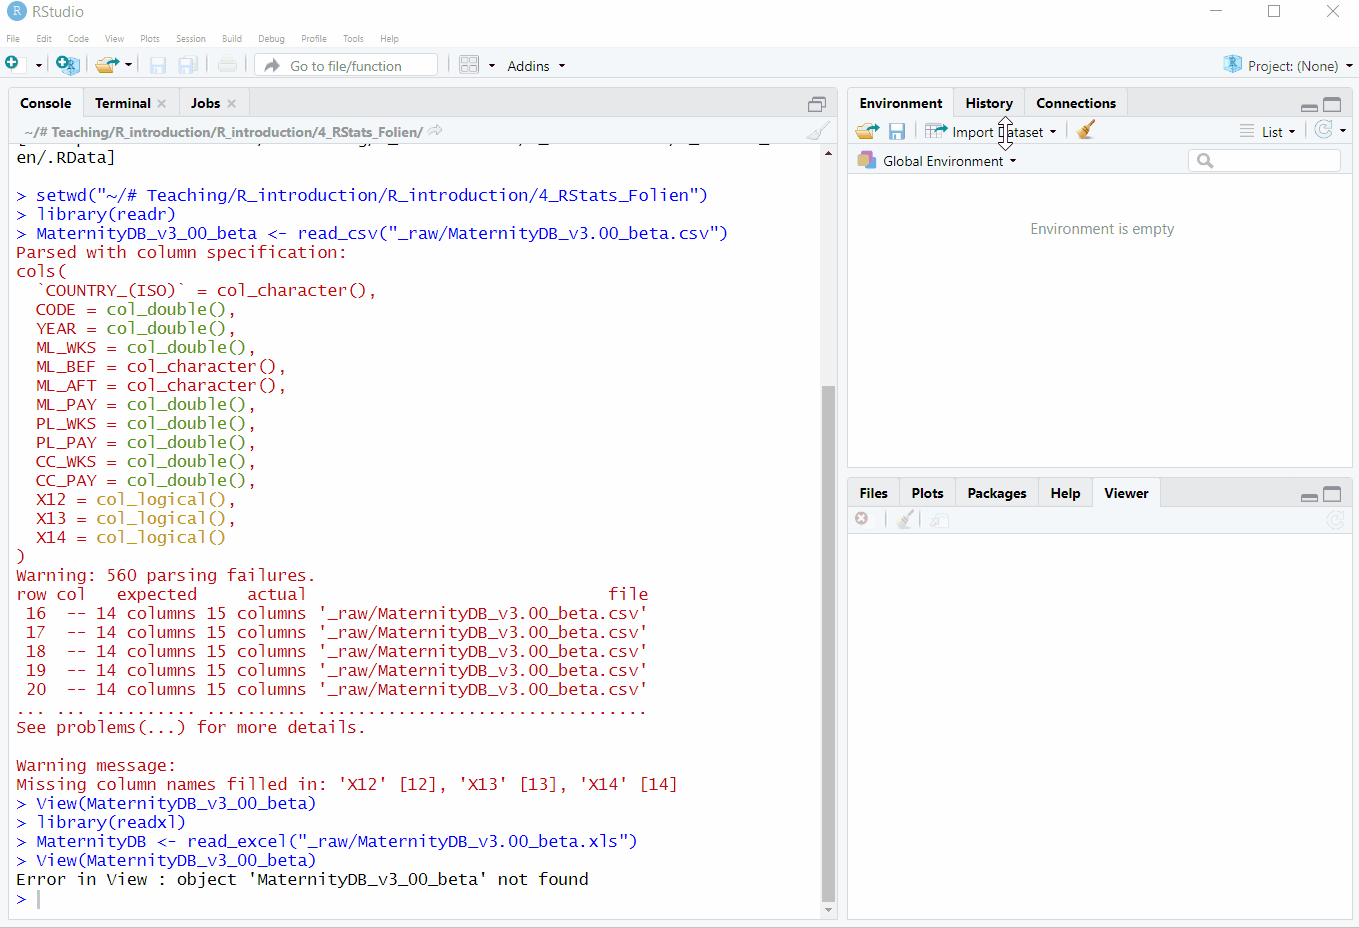 RStudio
File Edit Code View Plots Session Build Debug Profile Tools Help
Go to file/function Addins Project: (None)
Console Terminal Jobs
~/# Teaching/R_introduction/R_introduction/4_RStats_Folien/
en/.RData]
> setwd("~/# Teaching/R_introduction/R_introduction/4_RStats_Folien")
> library(readr)
> MaternityDB_v3_00_beta <- read_csv("_raw/MaternityDB_v3.00_beta.csv")
Parsed with column specification:
cols(
  `COUNTRY_(ISO)` = col_character(),
  CODE = col_double(),
  YEAR = col_double(),
  ML_WKS = col_double(),
  ML_BEF = col_character(),
  ML_AFT = col_character(),
  ML_PAY = col_double(),
  PL_WKS = col_double(),
  PL_PAY = col_double(),
  CC_WKS = col_double(),
  CC_PAY = col_double(),
  X12 = col_logical(),
  X13 = col_logical(),
  X14 = col_logical()
)
Warning: 560 parsing failures.
row col   expected     actual                              file
 16  -- 14 columns 15 columns '_raw/MaternityDB_v3.00_beta.csv'
 17  -- 14 columns 15 columns '_raw/MaternityDB_v3.00_beta.csv'
 18  -- 14 columns 15 columns '_raw/MaternityDB_v3.00_beta.csv'
 19  -- 14 columns 15 columns '_raw/MaternityDB_v3.00_beta.csv'
 20  -- 14 columns 15 columns '_raw/MaternityDB_v3.00_beta.csv'
... ... .......... .......... .................................
See problems(...) for more details.
Warning message:
Missing column names filled in: 'X12' [12], 'X13' [13], 'X14' [14]
> View(MaternityDB_v3_00_beta)
> library(readxl)
> MaternityDB <- read_excel("_raw/MaternityDB_v3.00_beta.xls")
> View(MaternityDB_v3_00_beta)
Error in View : object 'MaternityDB_v3_00_beta' not found
>
Environment History Connections
Import Dataset List
Global Environment
Environment is empty
Files Plots Packages Help Viewer